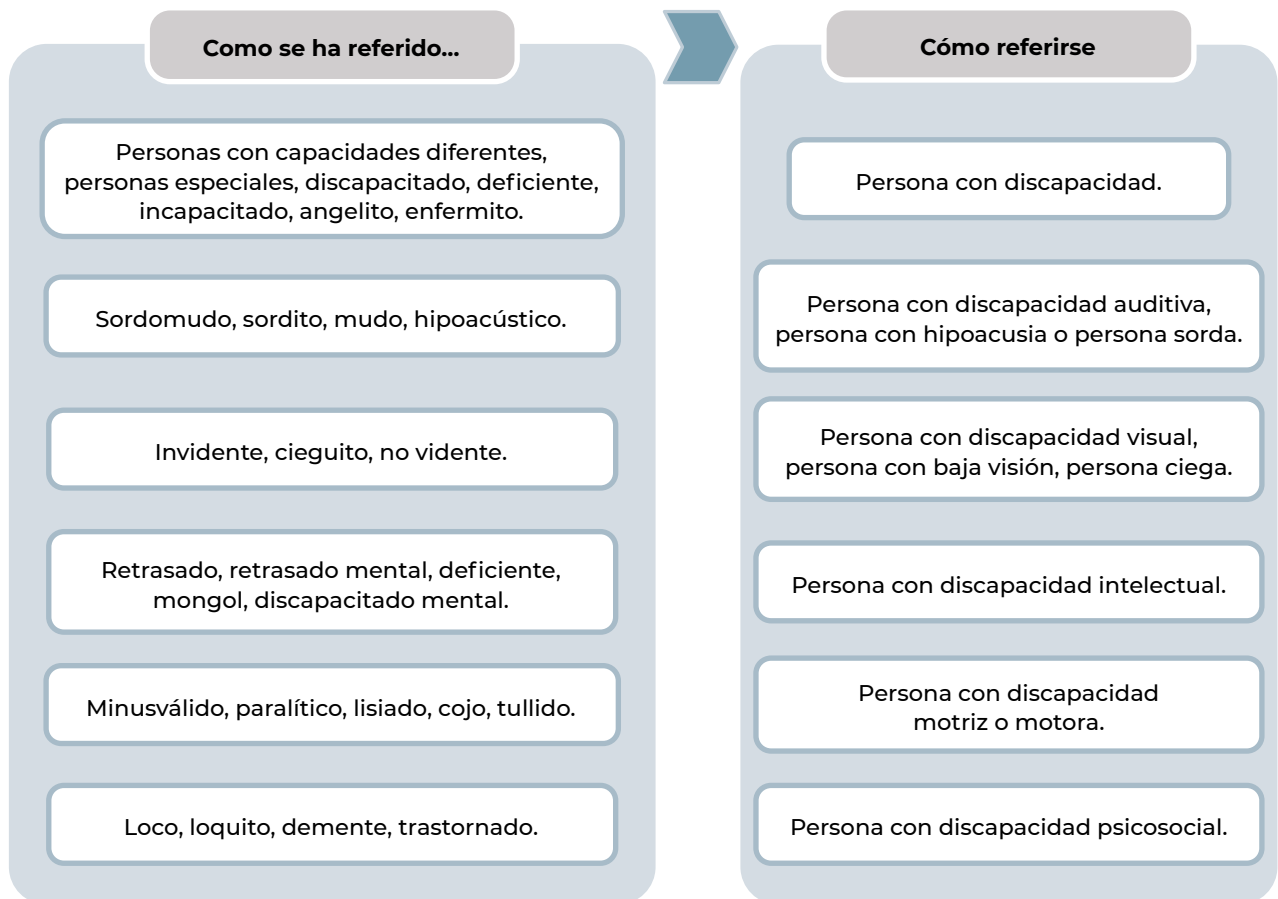 Como se ha referido...
Cómo referirse
Personas con capacidades diferentes,
personas especiales, discapacitado, deficiente,
incapacitado, angelito, enfermito.
Persona con discapacidad.
Sordomudo, sordito, mudo, hipoacústico.
Persona con discapacidad auditiva,
persona con hipoacusia o persona sorda.
Invidente, cieguito, no vidente.
Persona con discapacidad visual,
persona con baja visión, persona ciega.
Retrasado, retrasado mental, deficiente,
mongol, discapacitado mental.
Persona con discapacidad intelectual.
Minusválido, paralítico, lisiado, cojo, tullido.
Persona con discapacidad
motriz o motora.
Loco, loquito, demente, trastornado.
Persona con discapacidad psicosocial.